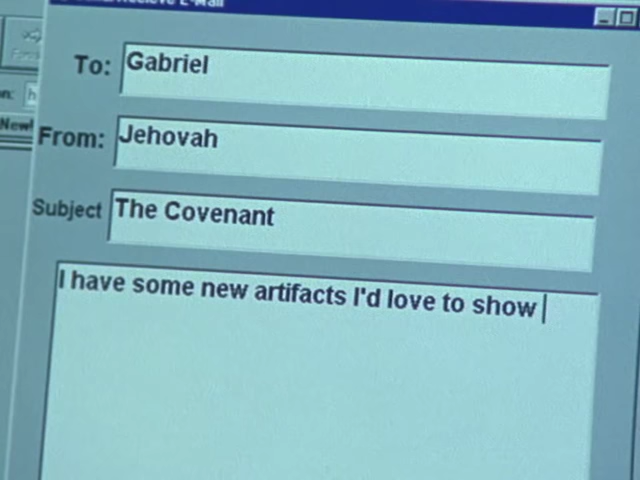 To: Gabriel
From: Jehovah
Subject The Covenant
I have some new artifacts I'd love to show